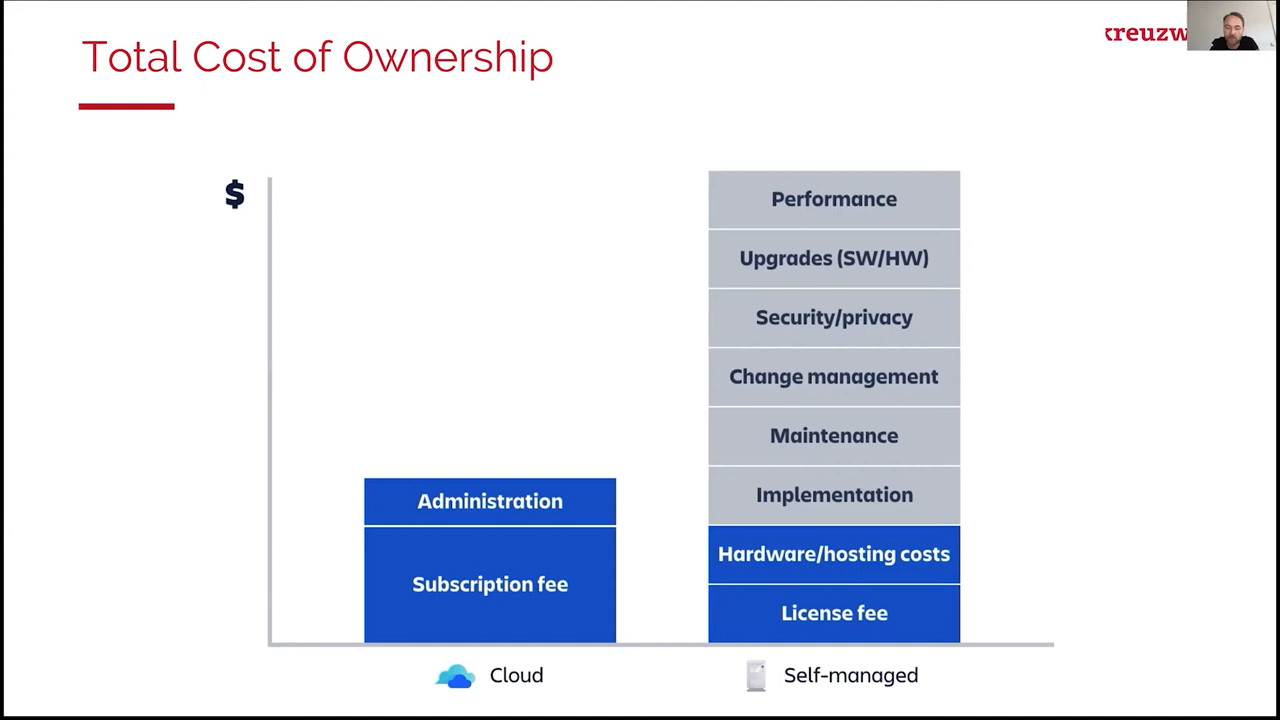 Total Cost of Ownership
kreuzw
$
Performance
Upgrades (SW/HW)
Security/privacy
Change management
Maintenance
Implementation
Administration
Hardware/hosting costs
Subscription fee
License fee
Cloud
Self-managed